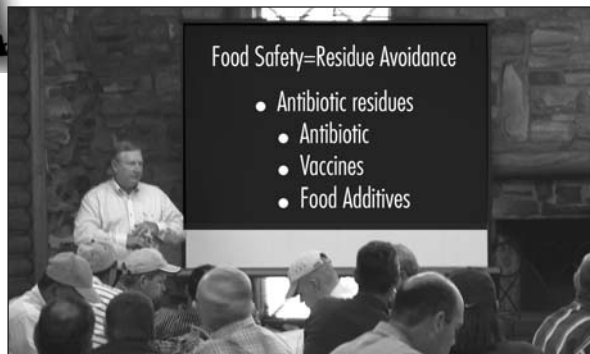 Food Safety=Residue Avoidance
● Antibiotic residues
● Antibiotic
● Vaccines
● Food Additives